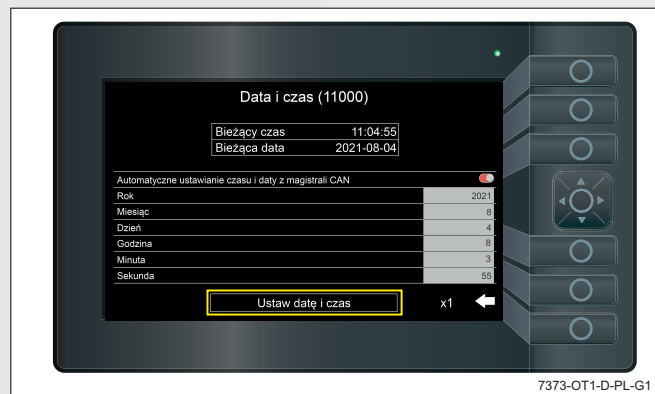 Data i czas (11000)
Bieżący czas 11:04:55
Bieżąca data 2021-08-04
Automatyczne ustawianie czasu i daty z magistrali CAN
Rok 2021
Miesiąc 8
Dzień 4
Godzina 8
Minuta 3
Sekunda 55
Ustaw datę i czas x1
7373-OT1-D-PL-G1